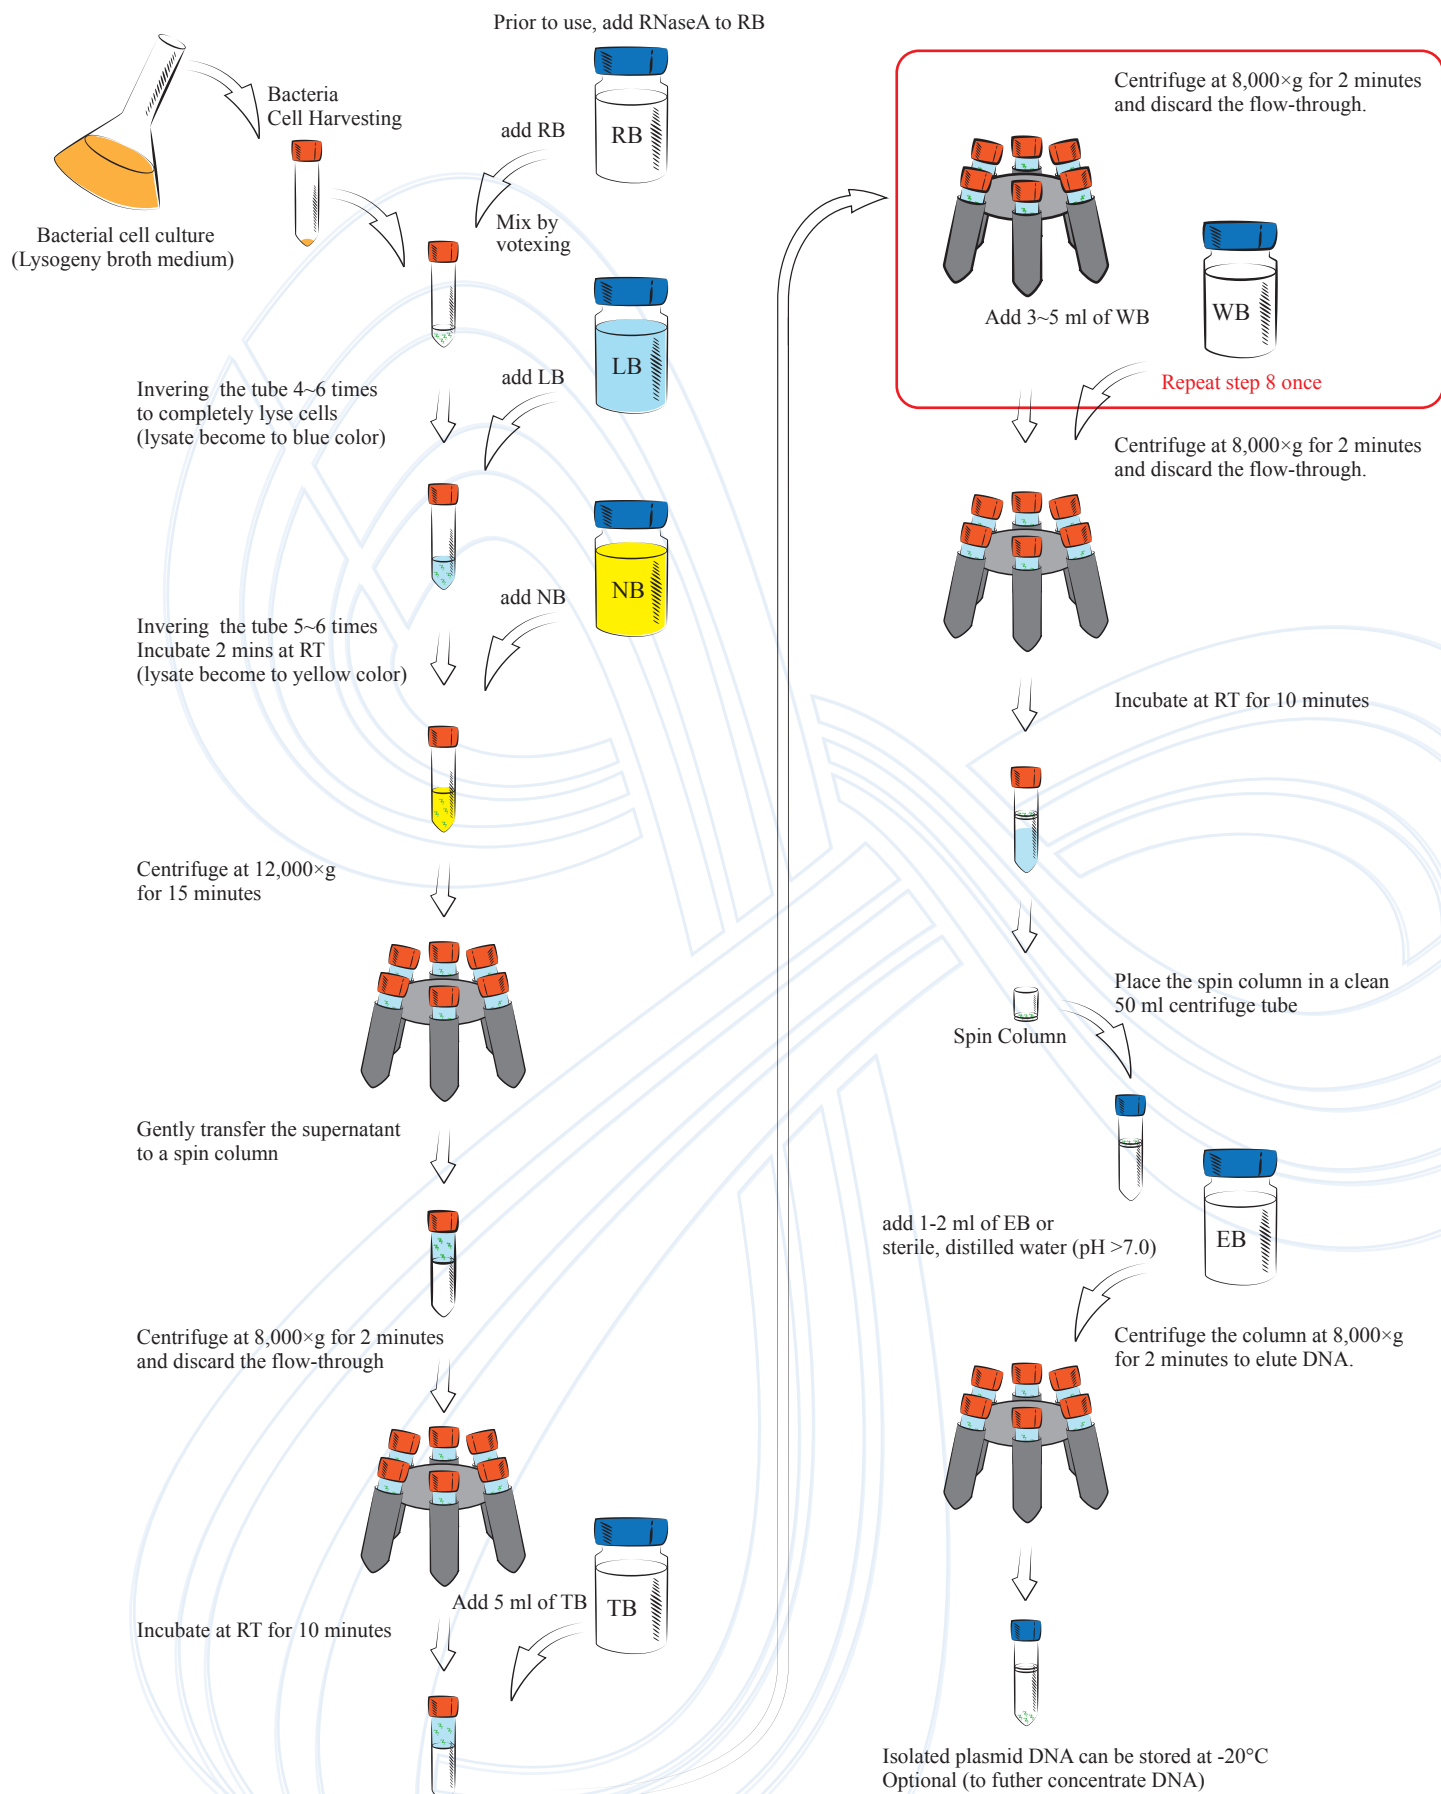 Prior to use, add RNaseA to RB
Bacteria
Cell Harvesting
add RB
RB
Bacterial cell culture
(Lysogeny broth medium)
Mix by
votexing
Invering  the tube 4~6 times
to completely lyse cells
(lysate become to blue color)
add LB
LB
Invering  the tube 5~6 times
Incubate 2 mins at RT
(lysate become to yellow color)
add NB
NB
Centrifuge at 12,000×g
for 15 minutes
Gently transfer the supernatant
to a spin column
Centrifuge at 8,000×g for 2 minutes
and discard the flow-through
Add 5 ml of TB
TB
Incubate at RT for 10 minutes
Centrifuge at 8,000×g for 2 minutes
and discard the flow-through.
Add 3~5 ml of WB
WB
Repeat step 8 once
Centrifuge at 8,000×g for 2 minutes
and discard the flow-through.
Incubate at RT for 10 minutes
Place the spin column in a clean
50 ml centrifuge tube
Spin Column
add 1-2 ml of EB or
sterile, distilled water (pH >7.0)
EB
Centrifuge the column at 8,000×g
for 2 minutes to elute DNA.
Isolated plasmid DNA can be stored at -20°C
Optional (to futher concentrate DNA)